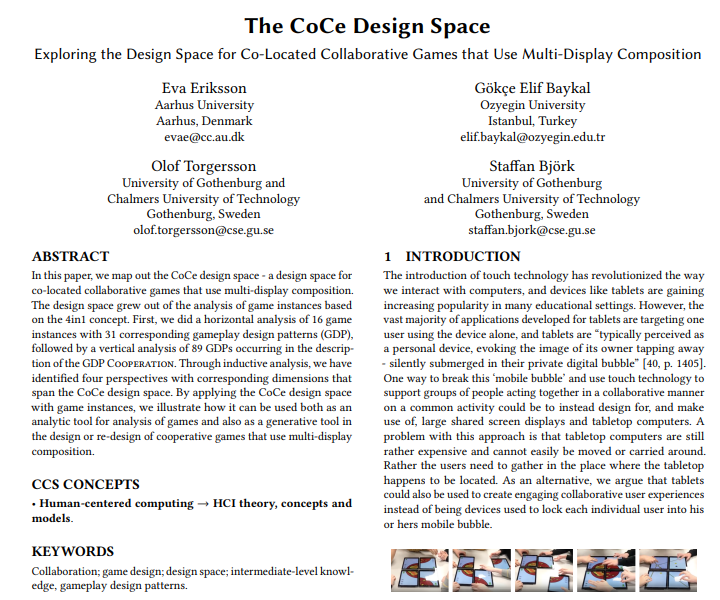 The CoCe Design Space
Exploring the Design Space for Co-Located Collaborative Games that Use Multi-Display Composition
Eva Eriksson
Aarhus University
Aarhus, Denmark
evae@cc.au.dk
Gökçe Elif Baykal
Ozyegin University
Istanbul, Turkey
elif.baykal@ozyegin.edu.tr
Olof Torgersson
University of Gothenburg and
Chalmers University of Technology
Gothenburg, Sweden
olof.torgersson@cse.gu.se
Staffan Björk
University of Gothenburg
and Chalmers University of Technology
Gothenburg, Sweden
staffan.bjork@cse.gu.se
ABSTRACT
In this paper, we map out the CoCe design space - a design space for
co-located collaborative games that use multi-display composition.
The design space grew out of the analysis of game instances based
on the 4in1 concept. First, we did a horizontal analysis of 16 game
instances with 31 corresponding gameplay design patterns (GDP),
followed by a vertical analysis of 89 GDPs occurring in the descrip-
tion of the GDP Cooperation. Through inductive analysis, we have
identified four perspectives with corresponding dimensions that
span the CoCe design space. By applying the CoCe design space
with game instances, we illustrate how it can be used both as an
analytic tool for analysis of games and also as a generative tool in
the design or re-design of cooperative games that use multi-display
composition.
CCS CONCEPTS
• Human-centered computing → HCI theory, concepts and
models.
KEYWORDS
Collaboration; game design; design space; intermediate-level knowl-
edge, gameplay design patterns.
1 INTRODUCTION
The introduction of touch technology has revolutionized the way
we interact with computers, and devices like tablets are gaining
increasing popularity in many educational settings. However, the
vast majority of applications developed for tablets are targeting one
user using the device alone, and tablets are “typically perceived as
a personal device, evoking the image of its owner tapping away
- silently submerged in their private digital bubble” [40, p. 1405].
One way to break this ‘mobile bubble’ and use touch technology to
support groups of people acting together in a collaborative manner
on a common activity could be to instead design for, and make
use of, large shared screen displays and tabletop computers. A
problem with this approach is that tabletop computers are still
rather expensive and cannot easily be moved or carried around.
Rather the users need to gather in the place where the tabletop
happens to be located. As an alternative, we argue that tablets
could also be used to create engaging collaborative user experiences
instead of being devices used to lock each individual user into his
or hers mobile bubble.